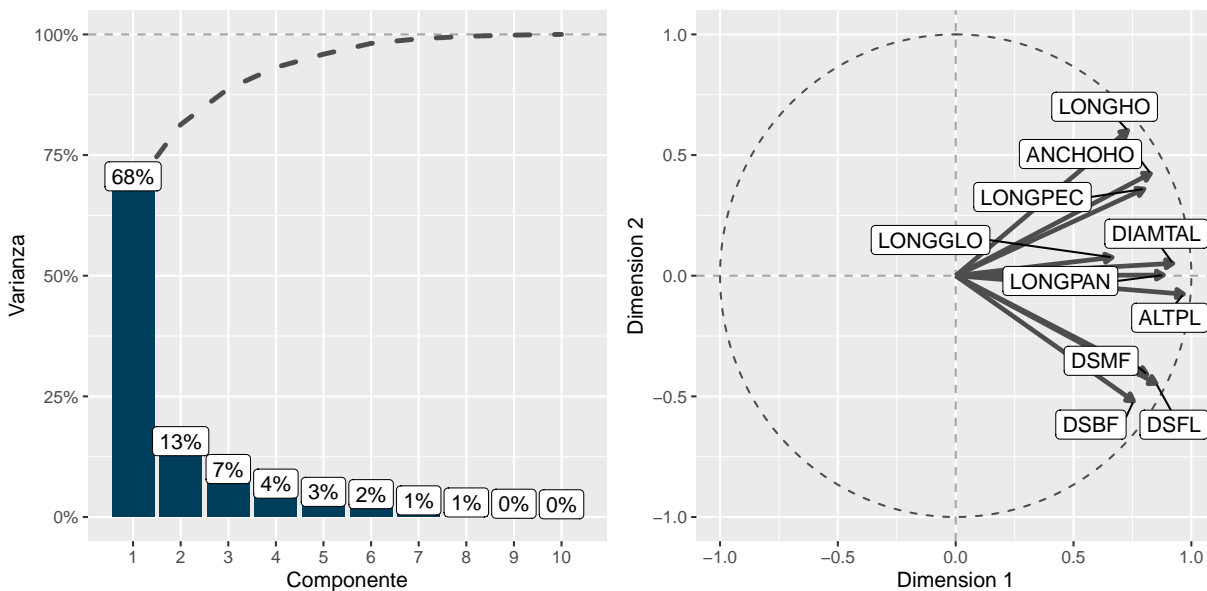 100%
75%
50%
25%
0%
Varianza
68%
13%
7%
4%
3%
2%
1%
1%
0%
0%
1 2 3 4 5 6 7 8 9 10
Componente
1.0
0.5
0.0
−0.5
−1.0
Dimension 2
LONGHO
ANCHOHO
LONGPEC
LONGGLO
DIAMTAL
LONGPAN
ALTPL
DSMF
DSBF
DSFL
−1.0 −0.5 0.0 0.5 1.0
Dimension 1